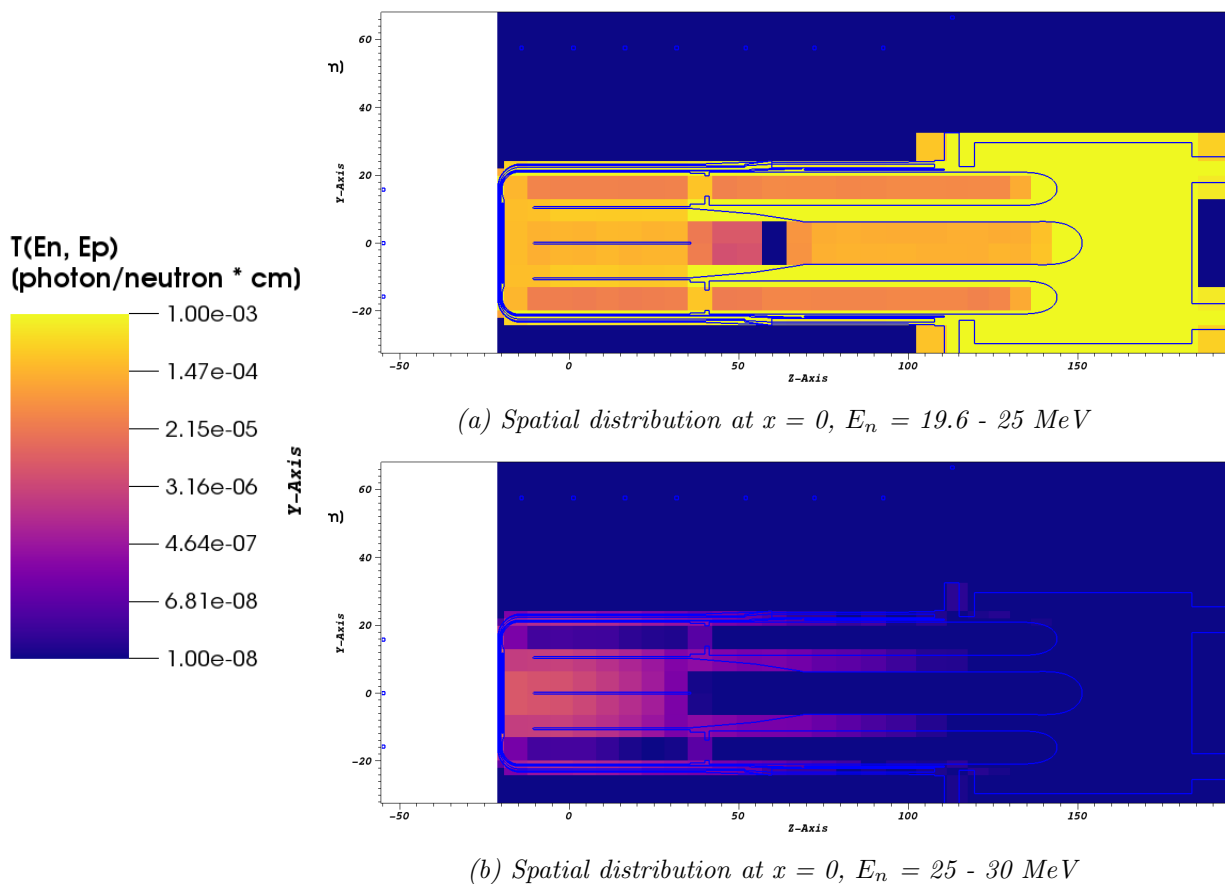 T(En, Ep)
(photon/neutron * cm)
1.00e-03
1.47e-04
2.15e-05
3.16e-06
4.64e-07
6.81e-08
1.00e-08
Y-Axis
n)
60
40
20
0
-20
Y-Axis
-50
0
50
100
150
Z-Axis
(a) Spatial distribution at x = 0, Eₙ = 19.6 - 25 MeV
n)
60
40
20
0
-20
Y-Axis
-50
0
50
100
150
Z-Axis
(b) Spatial distribution at x = 0, Eₙ = 25 - 30 MeV